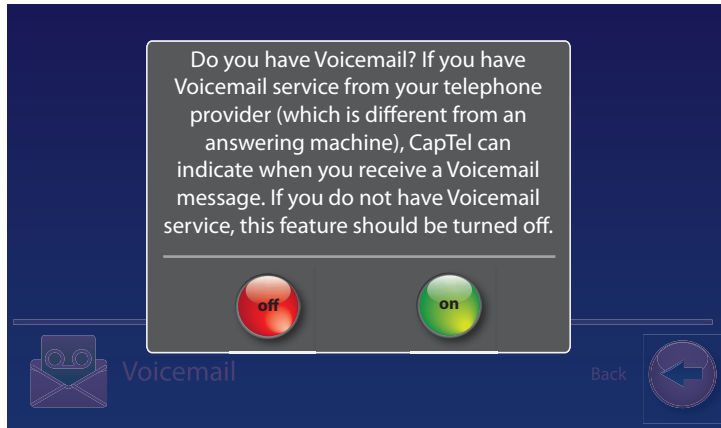 Do you have Voicemail? If you have
Voicemail service from your telephone
provider (which is different from an
answering machine), CapTel can
indicate when you receive a Voicemail
message. If you do not have Voicemail
service, this feature should be turned off.
off
on
Voicemail
Back